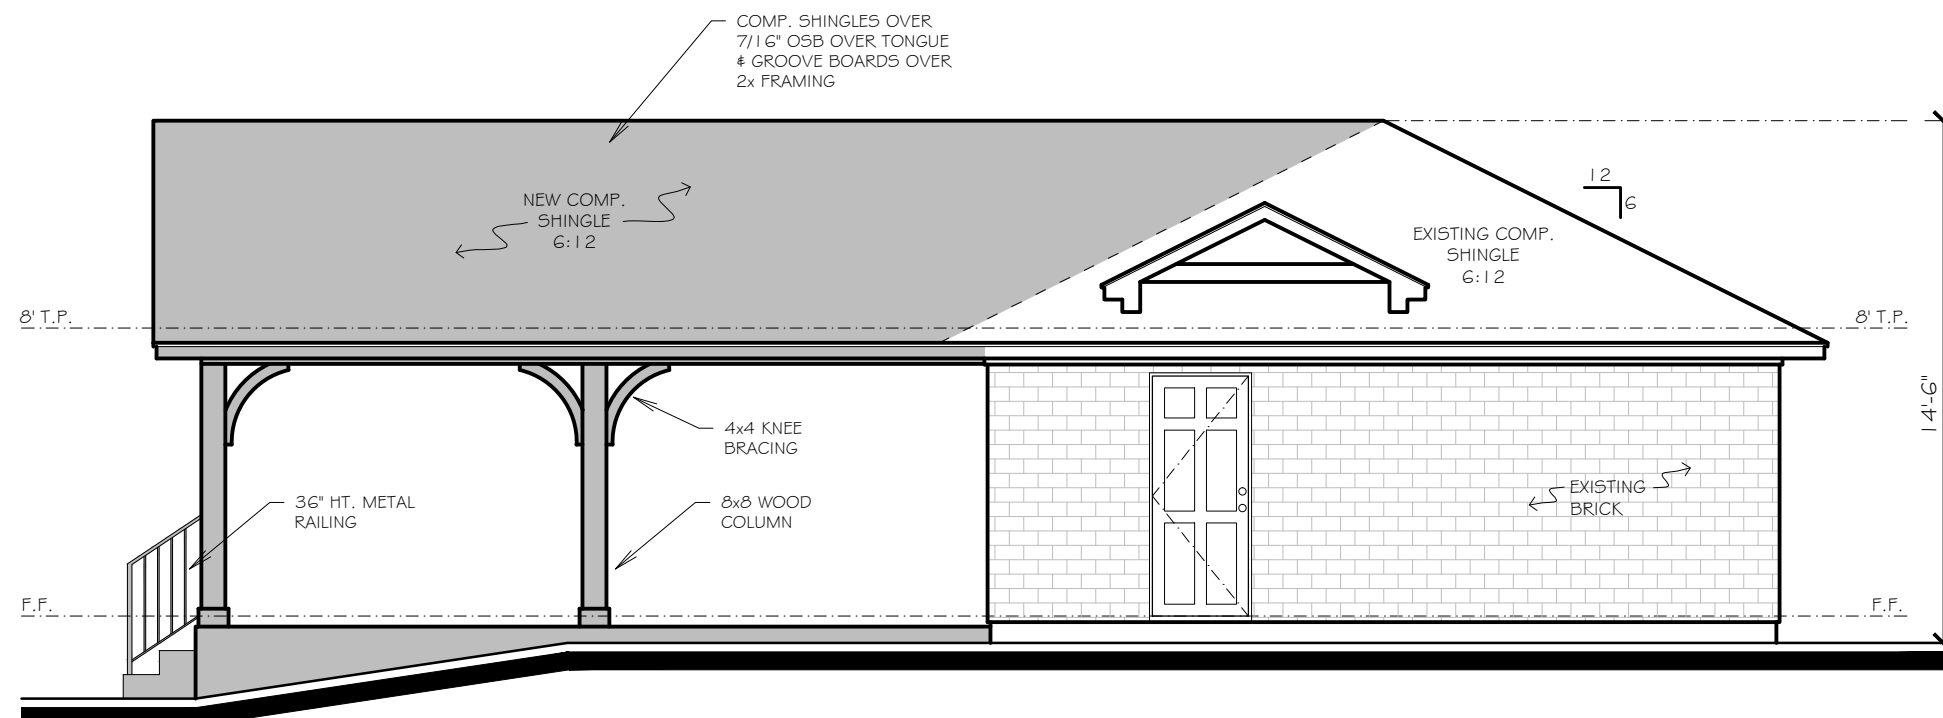 COMP. SHINGLES OVER
7/16" OSB OVER TONGUE
& GROOVE BOARDS OVER
2x FRAMING
12
6
NEW COMP.
SHINGLE
6:12
EXISTING COMP.
SHINGLE
6:12
8' T.P.
8' T.P.
14'-6"
4x4 KNEE
BRACING
36" HT. METAL
RAILING
8x8 WOOD
COLUMN
EXISTING
BRICK
F.F.
F.F.